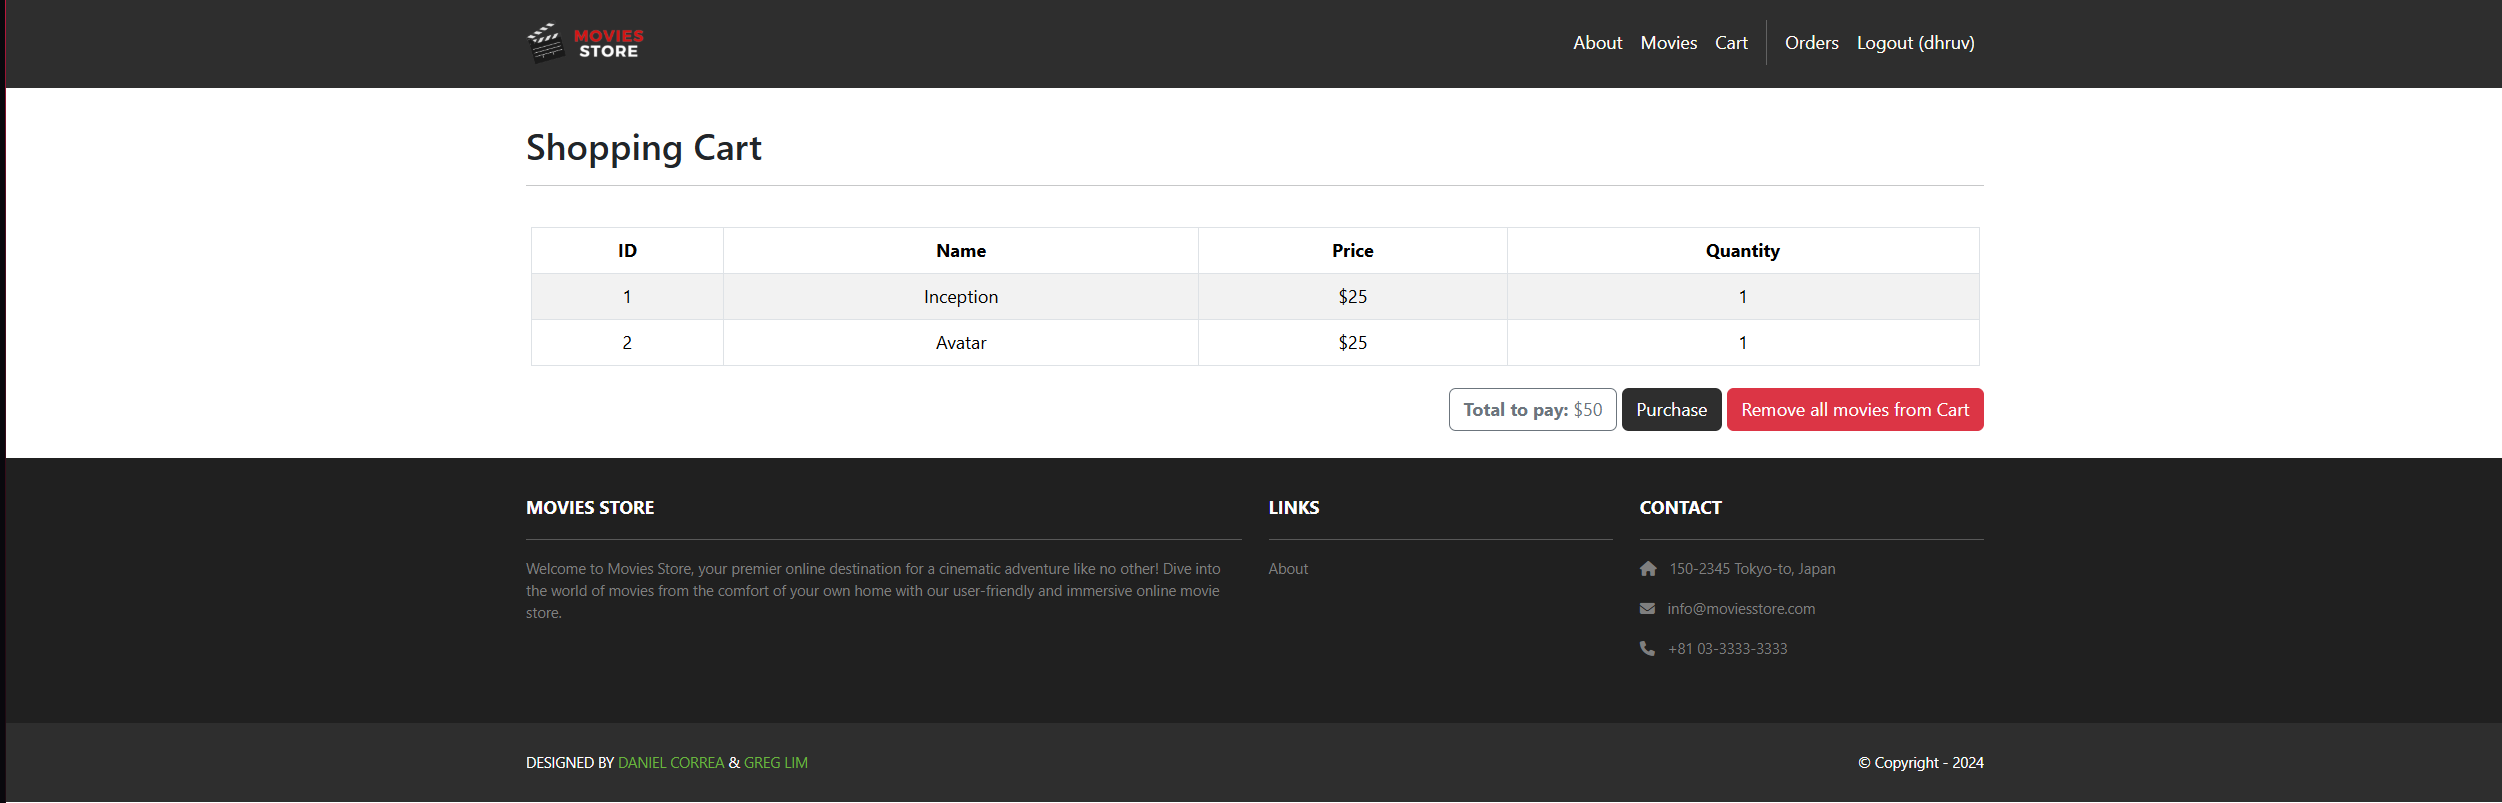 MOVIES
STORE
About Movies Cart Orders Logout (dhruv)
Shopping Cart
ID Name Price Quantity
1 Inception $25 1
2 Avatar $25 1
Total to pay: $50 Purchase Remove all movies from Cart
MOVIES STORE
Welcome to Movies Store, your premier online destination for a cinematic adventure like no other! Dive into
the world of movies from the comfort of your own home with our user-friendly and immersive online movie
store.
LINKS
About
CONTACT
150-2345 Tokyo-to, Japan
info@moviesstore.com
+81 03-3333-3333
DESIGNED BY DANIEL CORREA & GREG LIM
© Copyright - 2024